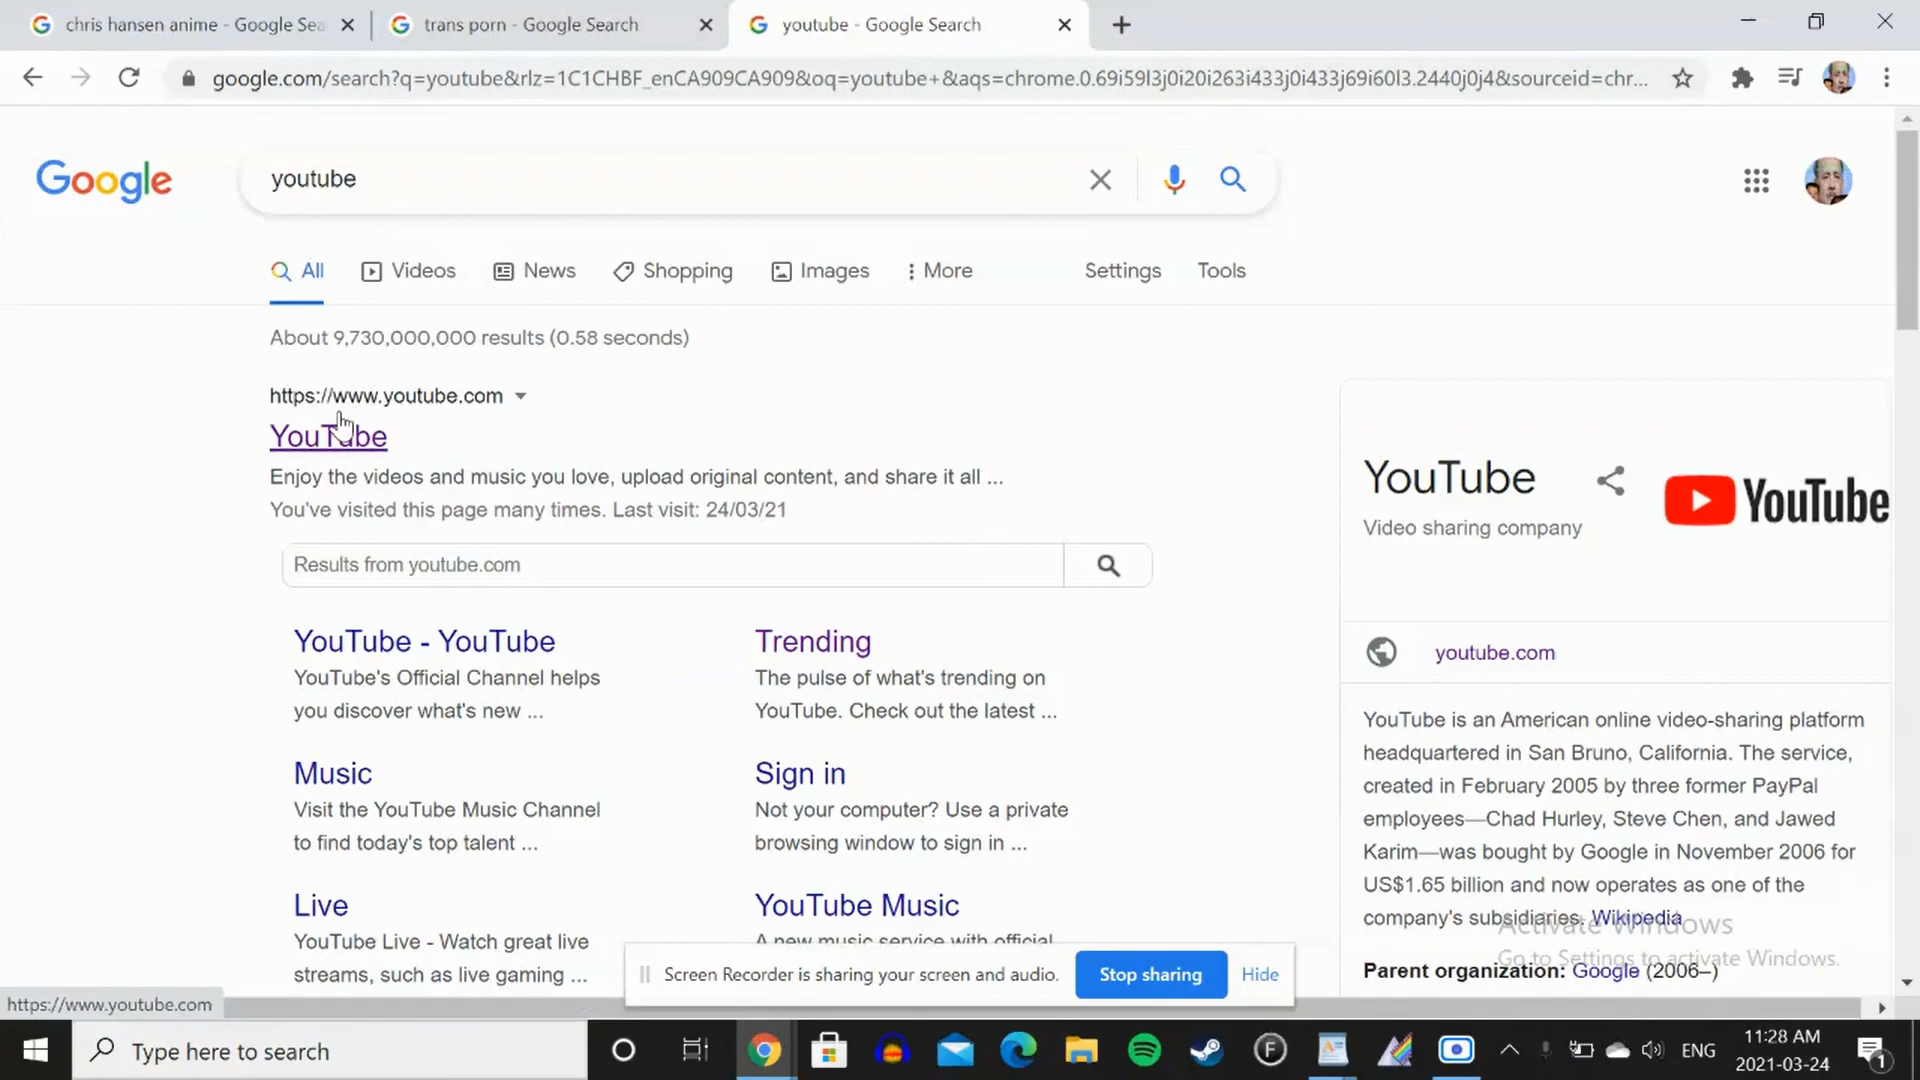 chris hansen anime - Google Sea
trans porn - Google Search
youtube - Google Search
google.com/search?q=youtube&rlz=1C1CHBF_enCA909CA909&oq=youtube+&aqs=chrome.0.69i59l3j0i20i263i433j0i433j69i60l3.2440j0j4&sourceid=chr...
Google
youtube
All
Videos
News
Shopping
Images
More
Settings
Tools
About 9,730,000,000 results (0.58 seconds)
https://www.youtube.com
YouTube
Enjoy the videos and music you love, upload original content, and share it all ...
You've visited this page many times. Last visit: 24/03/21
Results from youtube.com
YouTube - YouTube
YouTube's Official Channel helps
you discover what's new ...
Trending
The pulse of what's trending on
YouTube. Check out the latest ...
Music
Visit the YouTube Music Channel
to find today's top talent ...
Sign in
Not your computer? Use a private
browsing window to sign in ...
Live
YouTube Live - Watch great live
streams, such as live gaming ...
YouTube Music
A new music service with official
YouTube
Video sharing company
YouTube
youtube.com
YouTube is an American online video-sharing platform
headquartered in San Bruno, California. The service,
created in February 2005 by three former PayPal
employees—Chad Hurley, Steve Chen, and Jawed
Karim—was bought by Google in November 2006 for
US$1.65 billion and now operates as one of the
company's subsidiaries. Wikipedia
Parent organization: Google (2006–)
Activate Windows
Go to Settings to activate Windows.
Screen Recorder is sharing your screen and audio.
Stop sharing
Hide
https://www.youtube.com
Type here to search
F
ENG
11:28 AM
2021-03-24
1